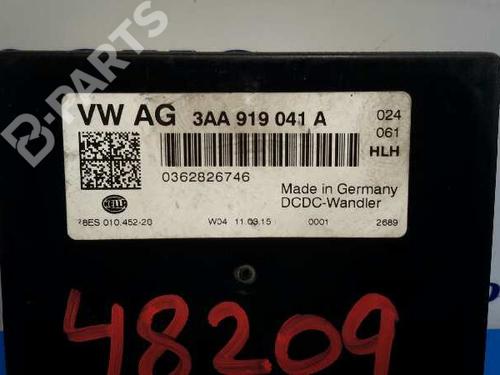 B-PARTS
VW AG 3AA 919 041 A 024
061
HLH
0362826746
Made in Germany
DCDC-Wandler
HELLA
28ES 010.452-20 W04 11.03.15 0001 2689
48209